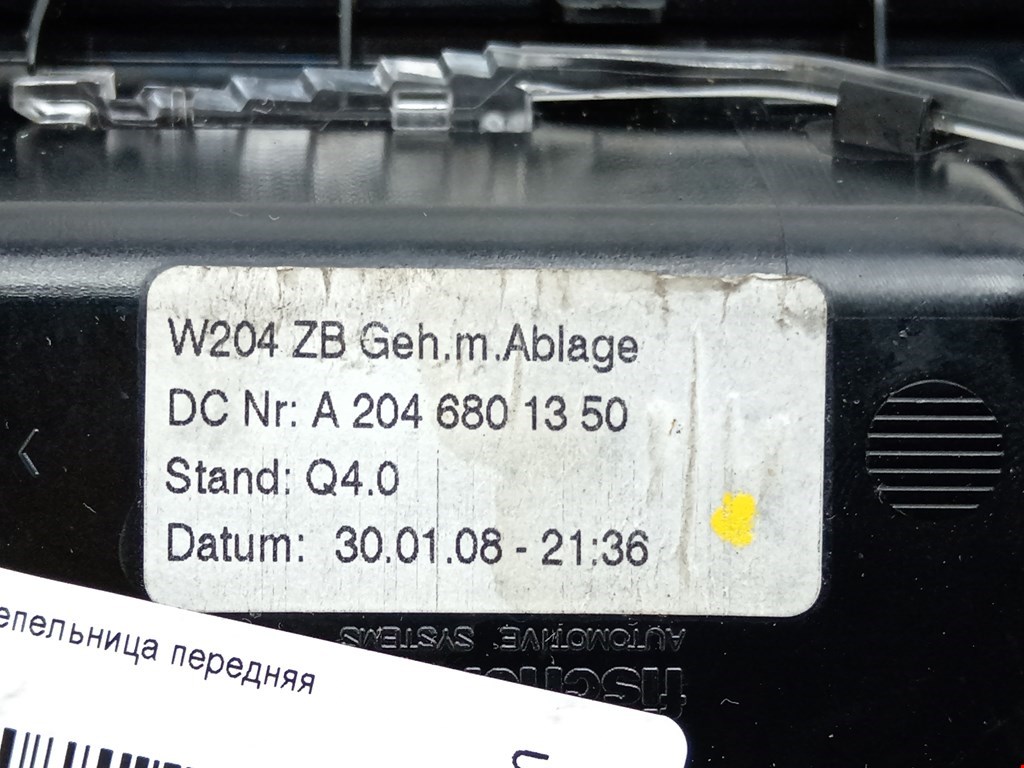 W204 ZB Geh.m.Ablage
DC Nr: A 204 680 13 50
Stand: Q4.0
Datum: 30.01.08 - 21:36
AUTOMOTIVE SYSTEMS
передняя